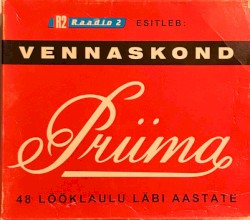 R2 Raadio 2 ESITLEB:
VENNASKOND
Priima
48 LÖÖKLAULU LÄBI AASTATE